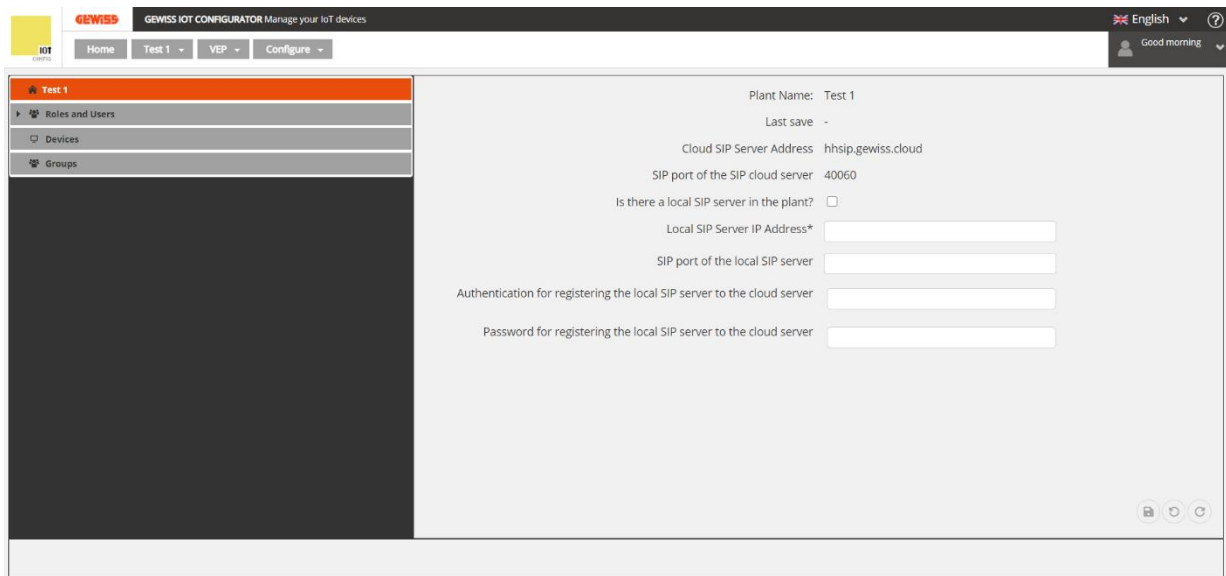 GEWISS GEWISS IOT CONFIGURATOR Manage your IoT devices English
IOT
CONFIG
Home Test 1 VEP Configure Good morning
Test 1
Roles and Users
Devices
Groups
Plant Name: Test 1
Last save -
Cloud SIP Server Address hhsip.gewiss.cloud
SIP port of the SIP cloud server 40060
Is there a local SIP server in the plant?
Local SIP Server IP Address*
SIP port of the local SIP server
Authentication for registering the local SIP server to the cloud server
Password for registering the local SIP server to the cloud server